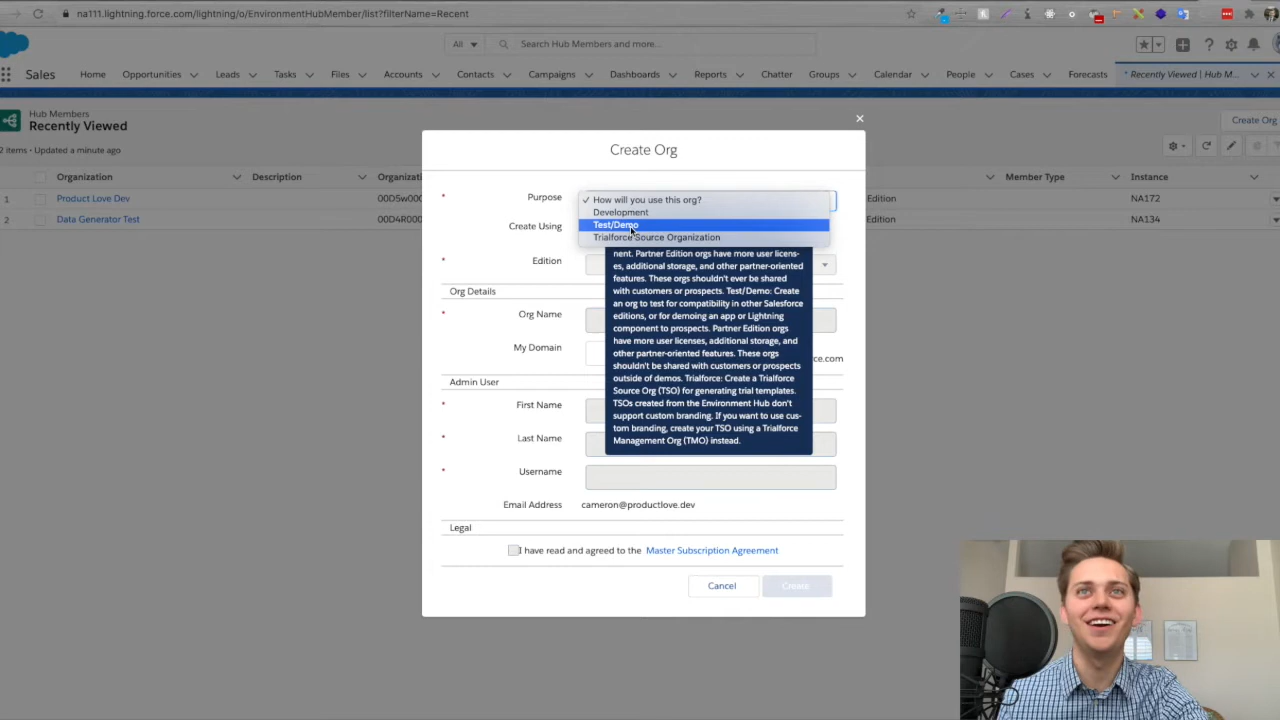 na111.lightning.force.com/lightning/o/EnvironmentHubMember/list?filterName=Recent
All Search Hub Members and more...
Sales Home Opportunities Leads Tasks Files Accounts Contacts Campaigns Dashboards Reports Chatter Groups Calendar People Cases Forecasts * Recently Viewed | Hub M...
Hub Members
Recently Viewed
Create Org
2 items • Updated a minute ago
Organization Description Organizati Member Type Instance
1 Product Love Dev 00D5w000 Edition NA172
2 Data Generator Test 00D4R000 Edition NA134
Create Org
* Purpose
✓ How will you use this org?
Development
Test/Demo
Trialforce Source Organization
Create Using
* Edition
nent. Partner Edition orgs have more user licens-
es, additional storage, and other partner-oriented
features. These orgs shouldn't ever be shared
with customers or prospects. Test/Demo: Create
an org to test for compatibility in other Salesforce
editions, or for demoing an app or Lightning
component to prospects. Partner Edition orgs
have more user licenses, additional storage, and
other partner-oriented features. These orgs
shouldn't be shared with customers or prospects
outside of demos. Trialforce: Create a Trialforce
Source Org (TSO) for generating trial templates.
TSOs created from the Environment Hub don't
support custom branding. If you want to use cus-
tom branding, create your TSO using a Trialforce
Management Org (TMO) instead.
Org Details
* Org Name
My Domain
rce.com
Admin User
* First Name
* Last Name
* Username
Email Address cameron@productlove.dev
Legal
I have read and agreed to the Master Subscription Agreement
Cancel Create